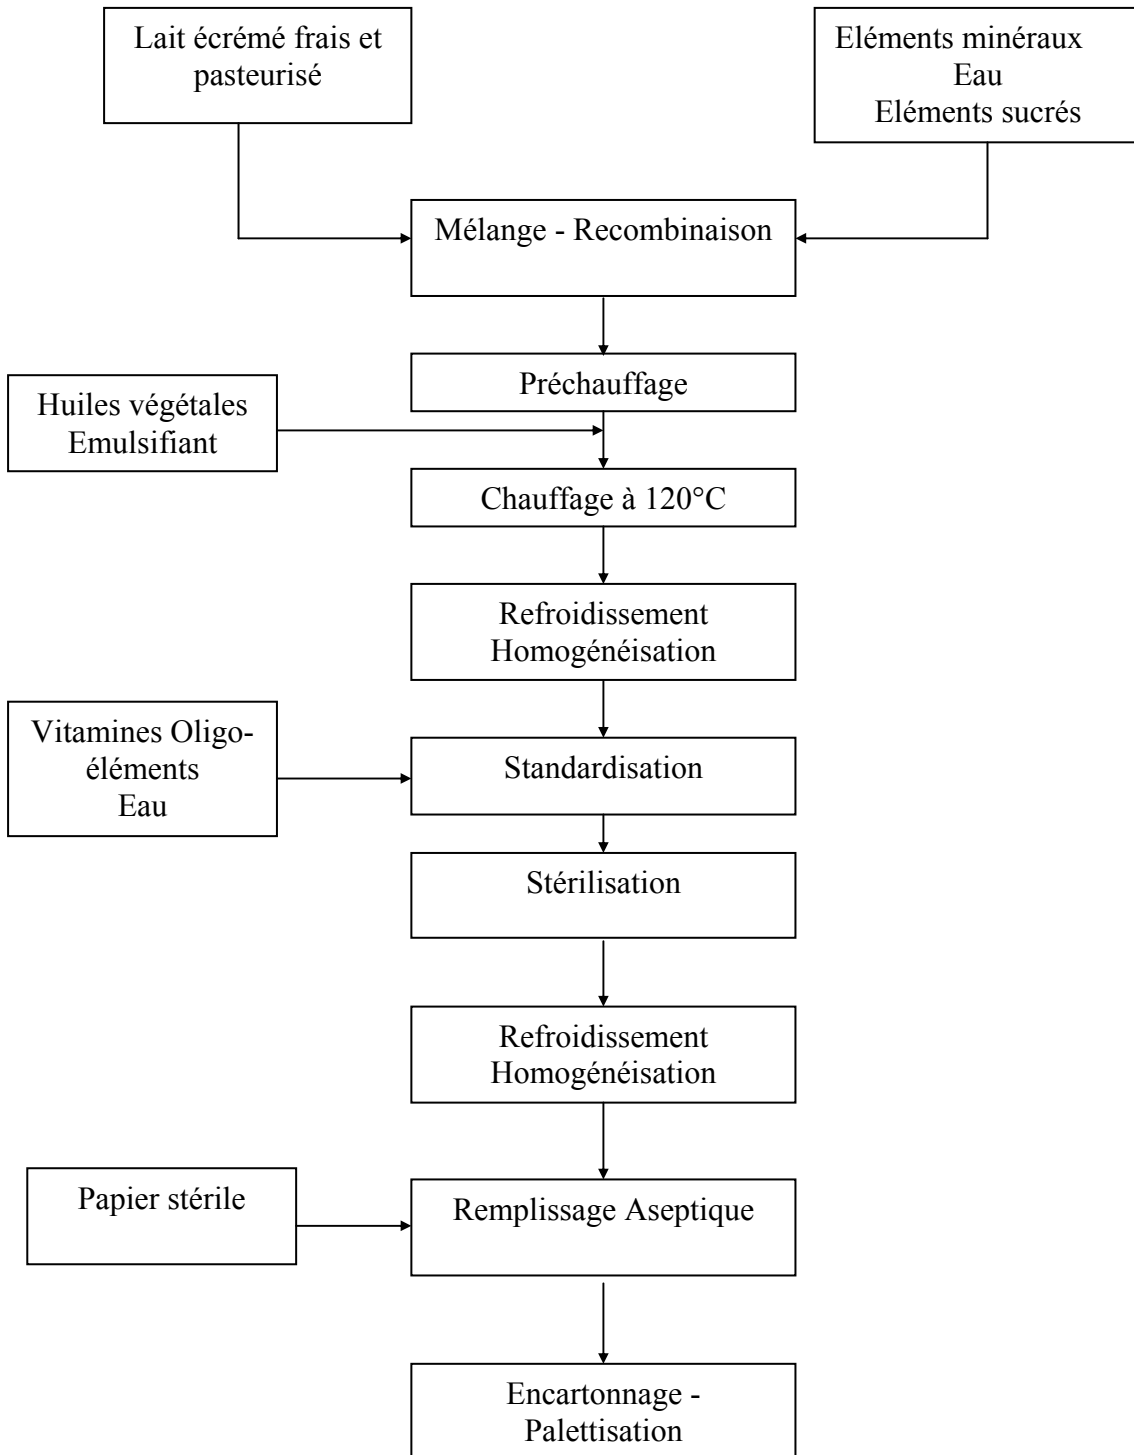 Lait écrémé frais et
pasteurisé
Eléments minéraux
Eau
Eléments sucrés
Mélange - Recombinaison
Préchauffage
Huiles végétales
Emulsifiant
Chauffage à 120°C
Refroidissement
Homogénéisation
Vitamines Oligo-
éléments
Eau
Standardisation
Stérilisation
Refroidissement
Homogénéisation
Papier stérile
Remplissage Aseptique
Encartonnage -
Palettisation